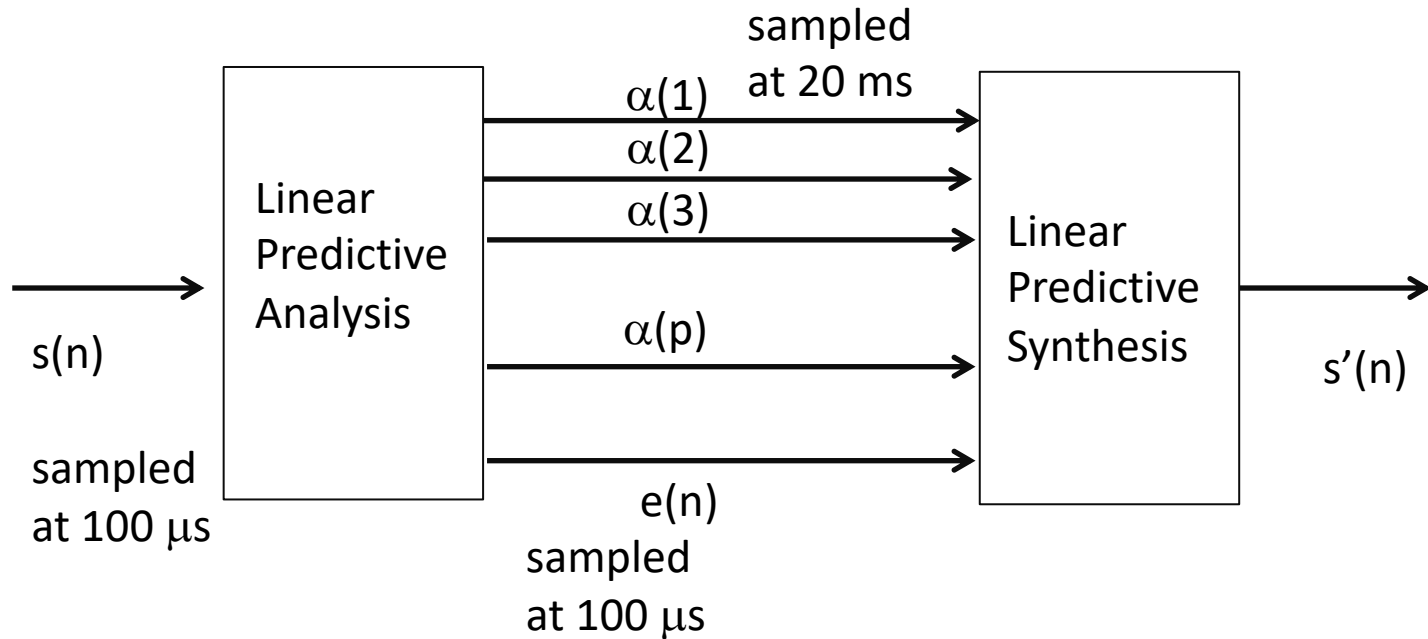 s(n)
sampled
at 100 μs
Linear
Predictive
Analysis
α(1)
α(2)
α(3)
α(p)
sampled
at 20 ms
e(n)
sampled
at 100 μs
Linear
Predictive
Synthesis
s’(n)